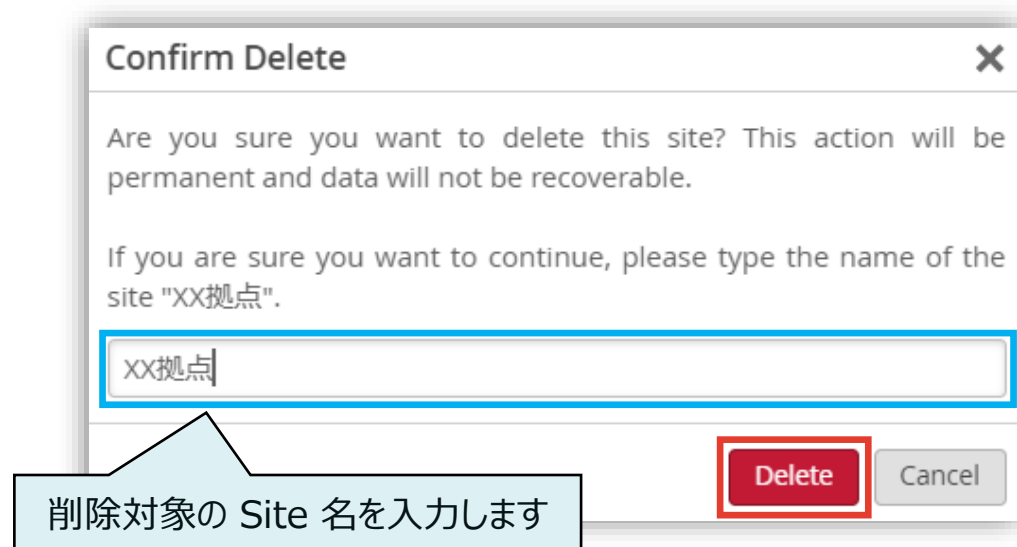 Confirm Delete
Are you sure you want to delete this site? This action will be
permanent and data will not be recoverable.
If you are sure you want to continue, please type the name of the
site "XX拠点".
XX拠点
Delete Cancel
削除対象の Site 名を入力します